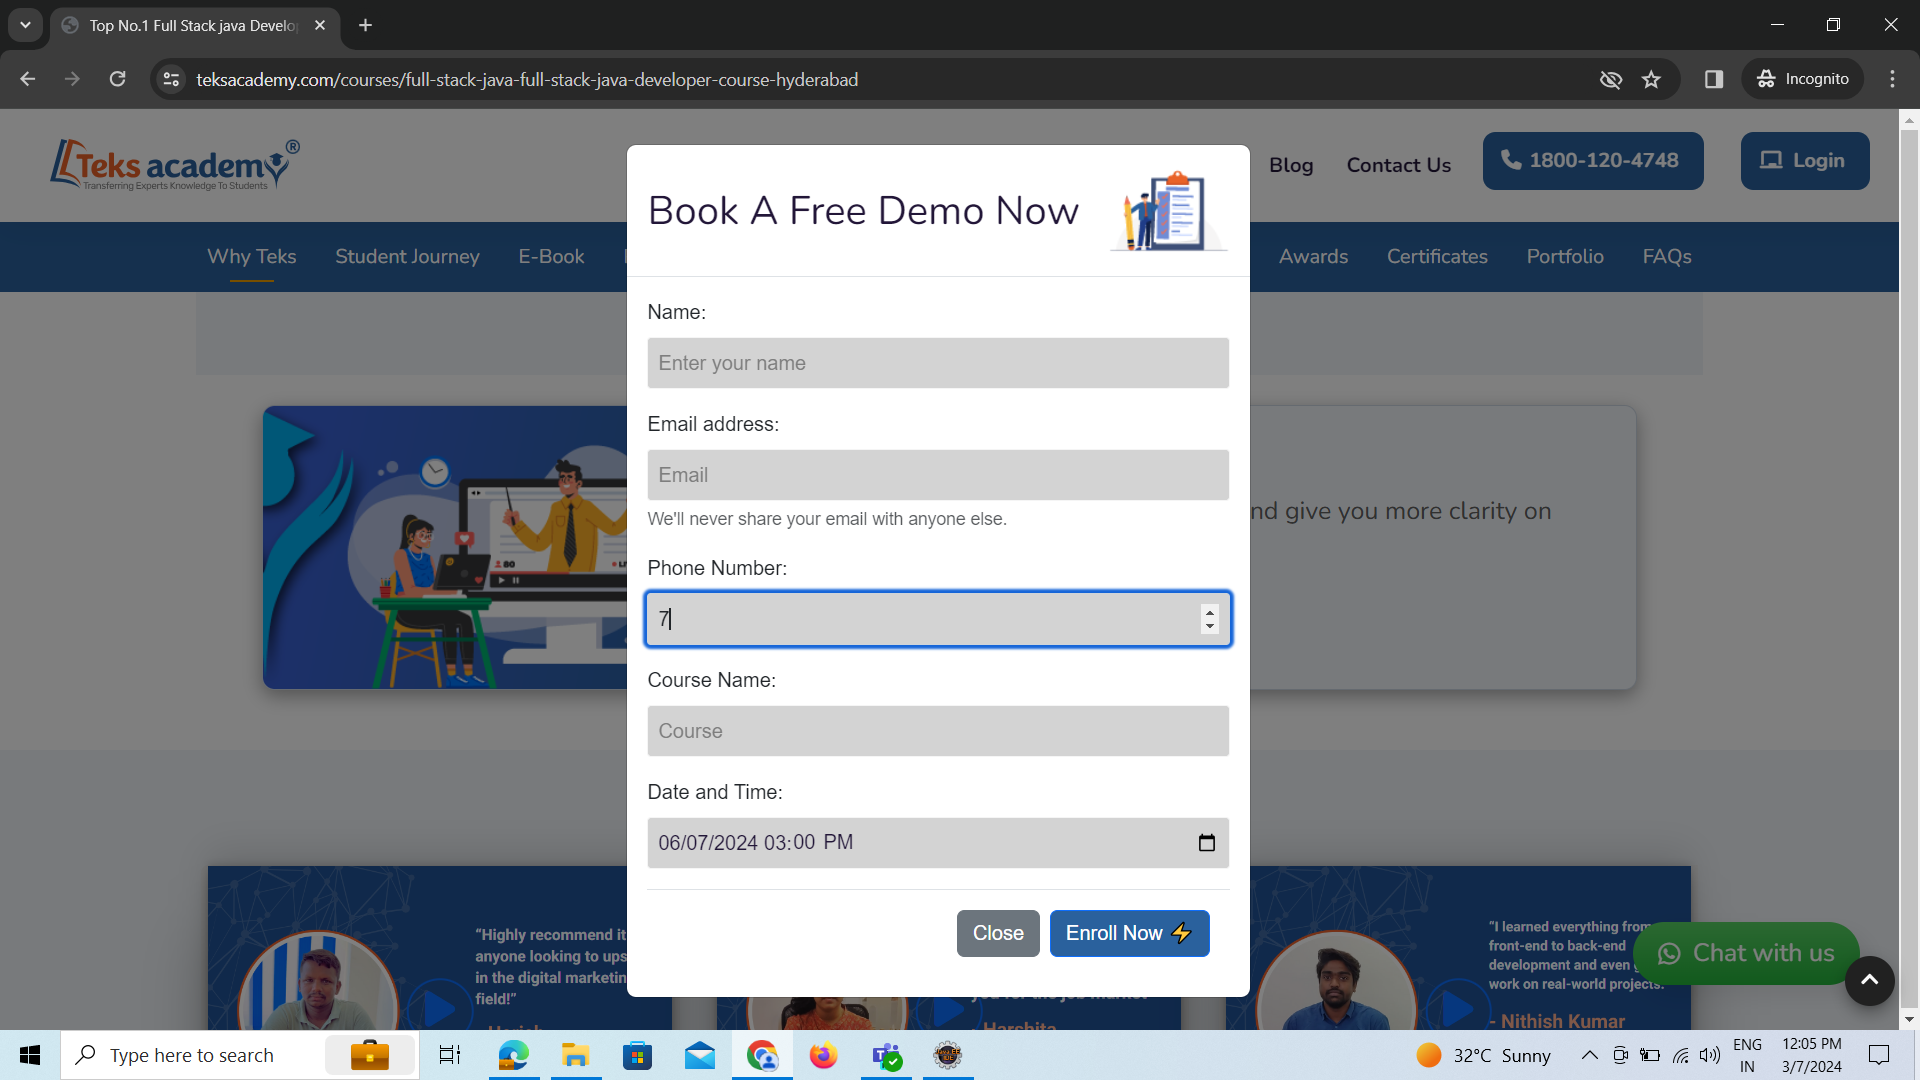 Top No.1 Full Stack java Develo
teksacademy.com/courses/full-stack-java-full-stack-java-developer-course-hyderabad
Incognito
Teks academy®
Transferring Experts Knowledge To Students
Blog
Contact Us
1800-120-4748
Login
Why Teks
Student Journey
E-Book
Awards
Certificates
Portfolio
FAQs
Book A Free Demo Now
Name:
Enter your name
Email address:
Email
We'll never share your email with anyone else.
Phone Number:
7
Course Name:
Course
Date and Time:
06/07/2024 03:00 PM
Close
Enroll Now
80
nd give you more clarity on
“Highly recommend it
anyone looking to ups
in the digital marketin
field!”
- Harish
- Harshita
“I learned everything from
front-end to back-end
development and even
work on real-world projects.
- Nithish Kumar
Chat with us
Type here to search
32°C Sunny
ENG
IN
12:05 PM
3/7/2024